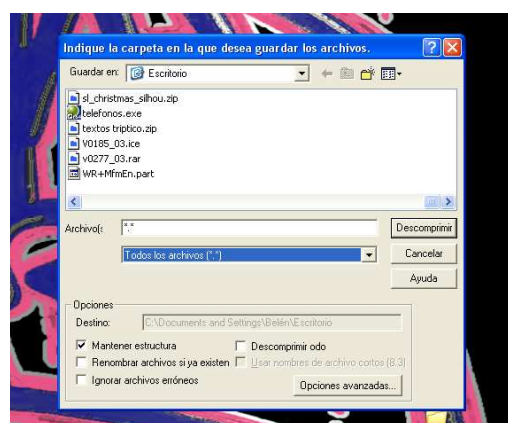 Indique la carpeta en la que desea guardar los archivos.
Guardar en: Escritorio
sl_christmas_silhou.zip
telefonos.exe
textos triptico.zip
V0185_03.ice
v0277_03.rar
WR+MfmEn.part
Archivo(: *.* Descomprimir
Todos los archivos (*.*) Cancelar
Ayuda
Opciones
Destino: C:\Documents and Settings\Belén\Escritorio
Mantener estructura Descomprimir odo
Renombrar archivos si ya existen Usar nombres de archivo cortos (8.3)
Ignorar archivos erróneos Opciones avanzadas...